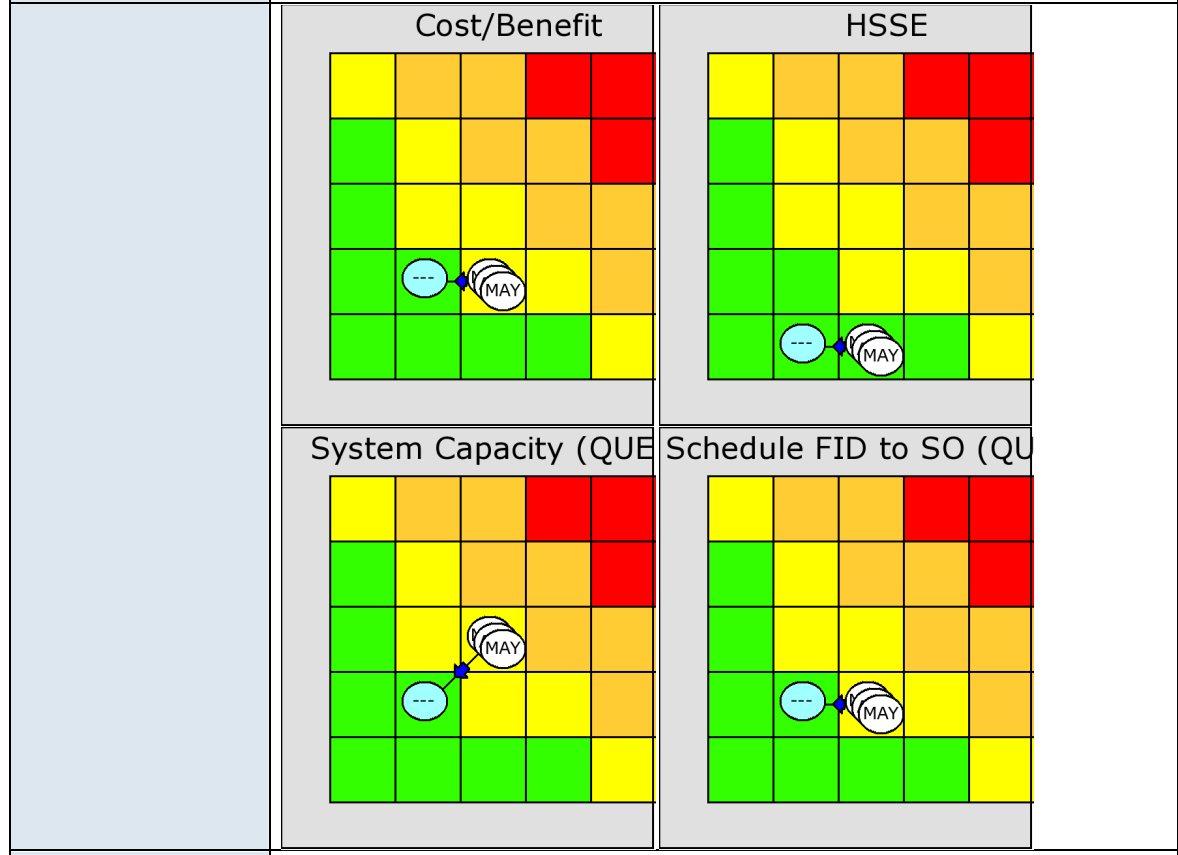 Cost/Benefit
HSSE
---
MAY
---
MAY
System Capacity (QUE
Schedule FID to SO (QU
---
MAY
---
MAY